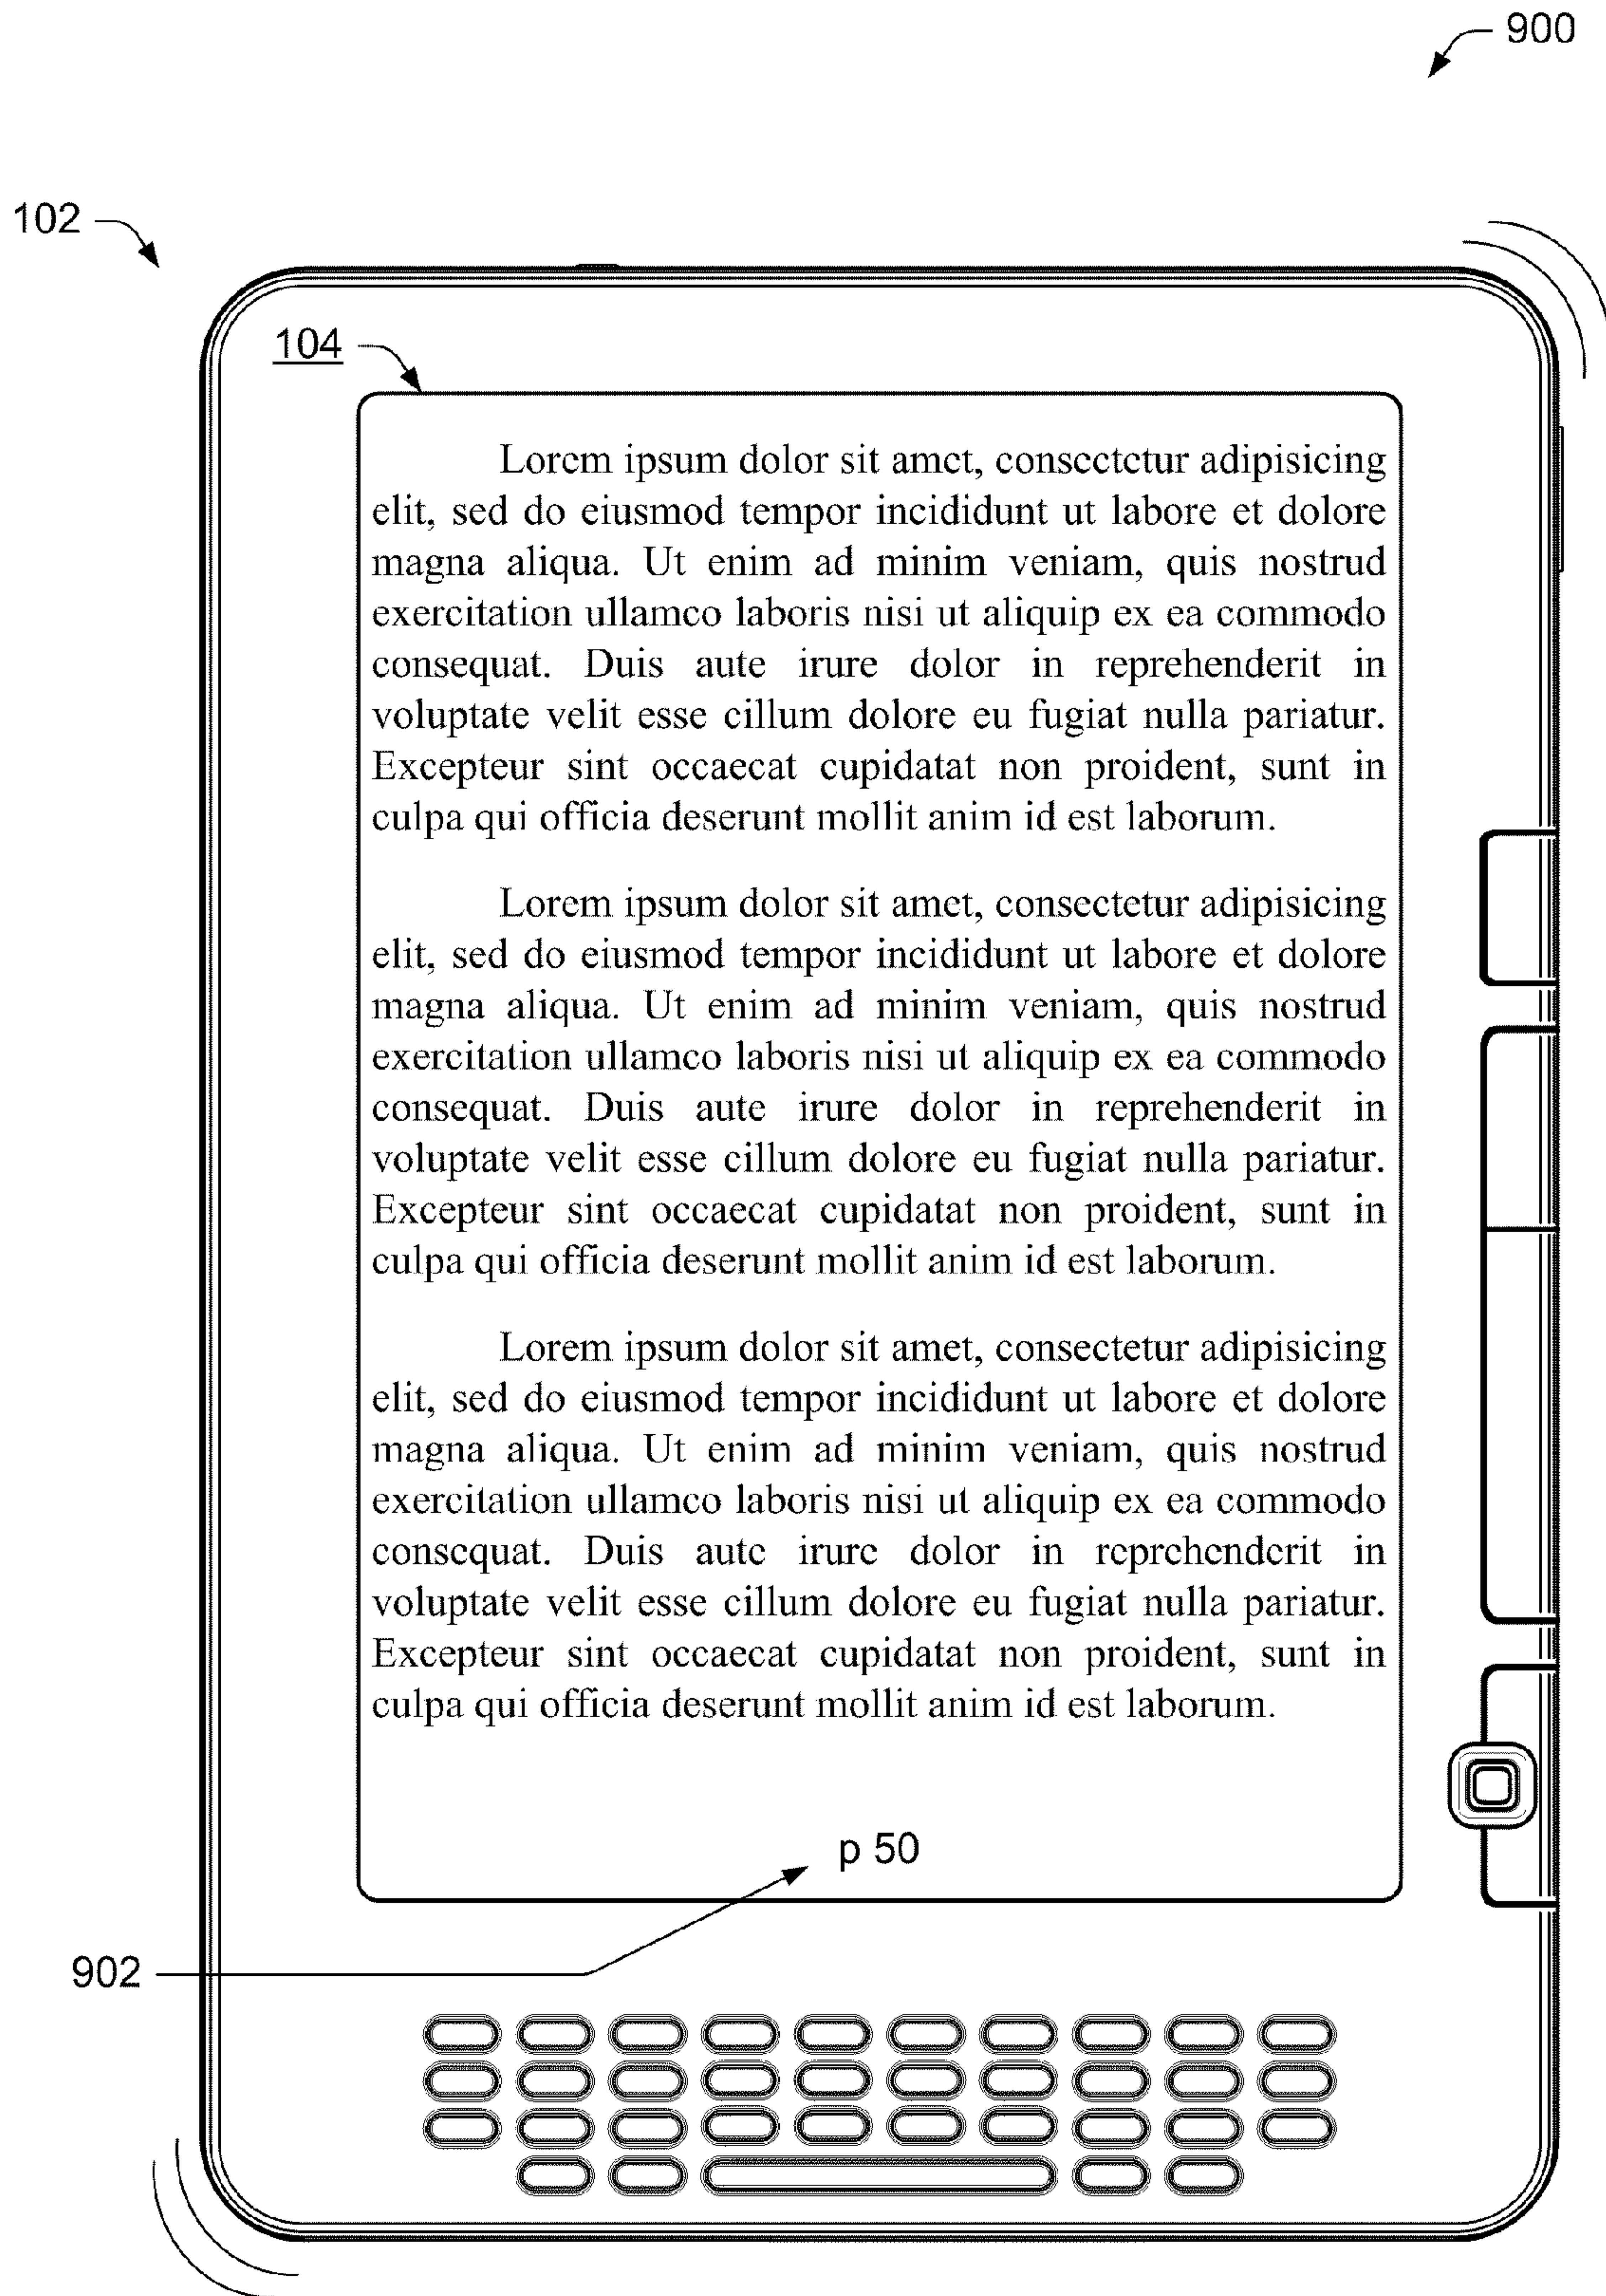 900
102
104
Lorem ipsum dolor sit amet, consectetur adipisicing
elit, sed do eiusmod tempor incididunt ut labore et dolore
magna aliqua. Ut enim ad minim veniam, quis nostrud
exercitation ullamco laboris nisi ut aliquip ex ea commodo
consequat. Duis aute irure dolor in reprehenderit in
voluptate velit esse cillum dolore eu fugiat nulla pariatur.
Excepteur sint occaecat cupidatat non proident, sunt in
culpa qui officia deserunt mollit anim id est laborum.
Lorem ipsum dolor sit amet, consectetur adipisicing
elit, sed do eiusmod tempor incididunt ut labore et dolore
magna aliqua. Ut enim ad minim veniam, quis nostrud
exercitation ullamco laboris nisi ut aliquip ex ea commodo
consequat. Duis aute irure dolor in reprehenderit in
voluptate velit esse cillum dolore eu fugiat nulla pariatur.
Excepteur sint occaecat cupidatat non proident, sunt in
culpa qui officia deserunt mollit anim id est laborum.
Lorem ipsum dolor sit amet, consectetur adipisicing
elit, sed do eiusmod tempor incididunt ut labore et dolore
magna aliqua. Ut enim ad minim veniam, quis nostrud
exercitation ullamco laboris nisi ut aliquip ex ea commodo
consequat. Duis aute irure dolor in reprehenderit in
voluptate velit esse cillum dolore eu fugiat nulla pariatur.
Excepteur sint occaecat cupidatat non proident, sunt in
culpa qui officia deserunt mollit anim id est laborum.
p 50
902